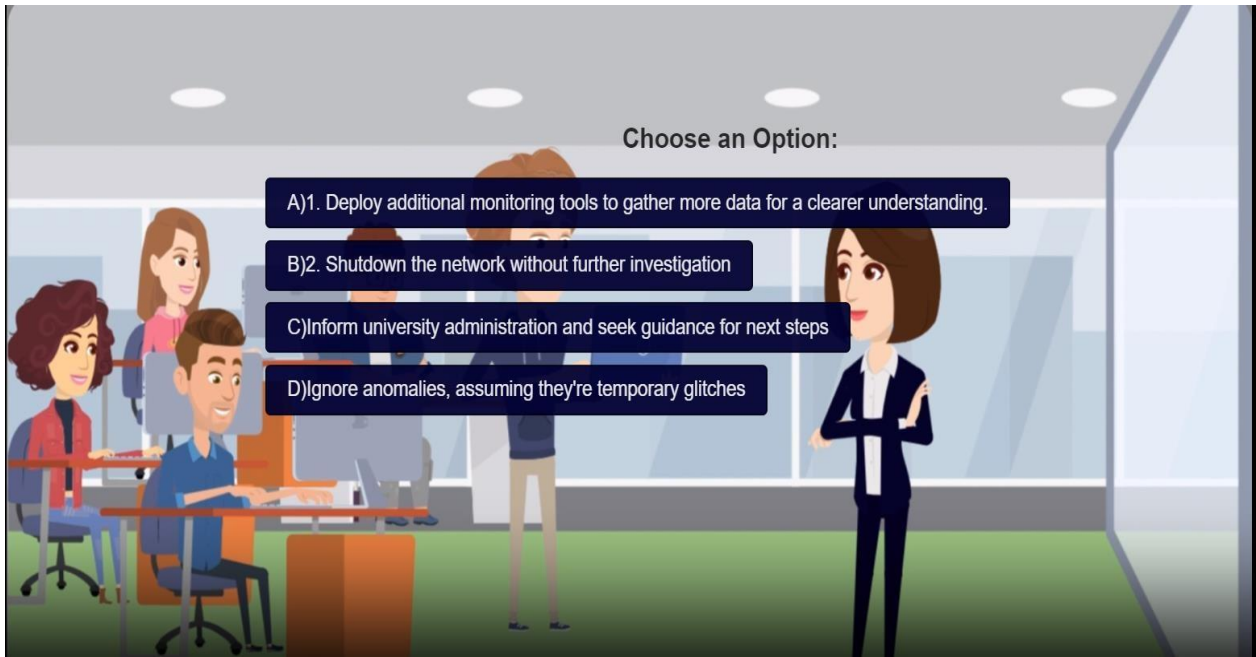 Choose an Option:
A)1. Deploy additional monitoring tools to gather more data for a clearer understanding.
B)2. Shutdown the network without further investigation
C)Inform university administration and seek guidance for next steps
D)Ignore anomalies, assuming they're temporary glitches